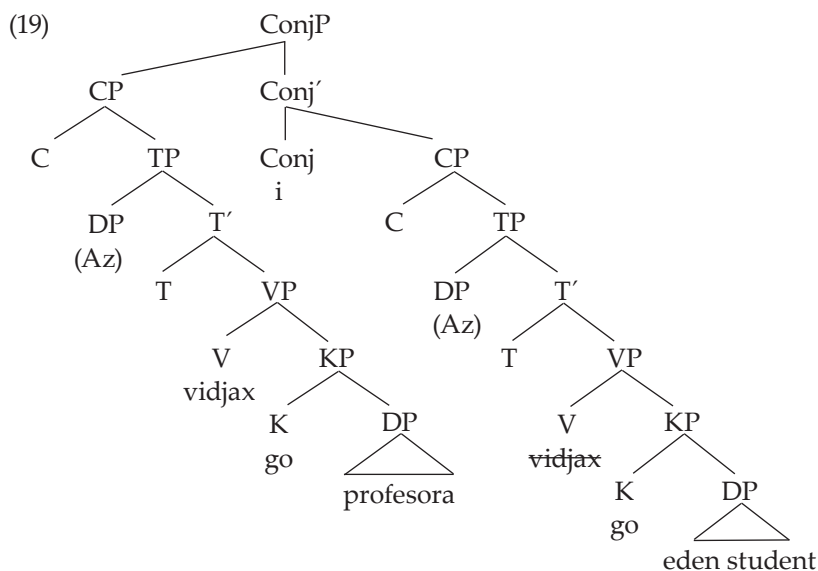 (19) ConjP
CP Conj´
C TP Conj CP
i
DP T´ C TP
(Az)
T VP DP T´
(Az)
V KP T VP
vidjax
K DP V KP
go ~~vidjax~~
profesora K DP
go
eden student